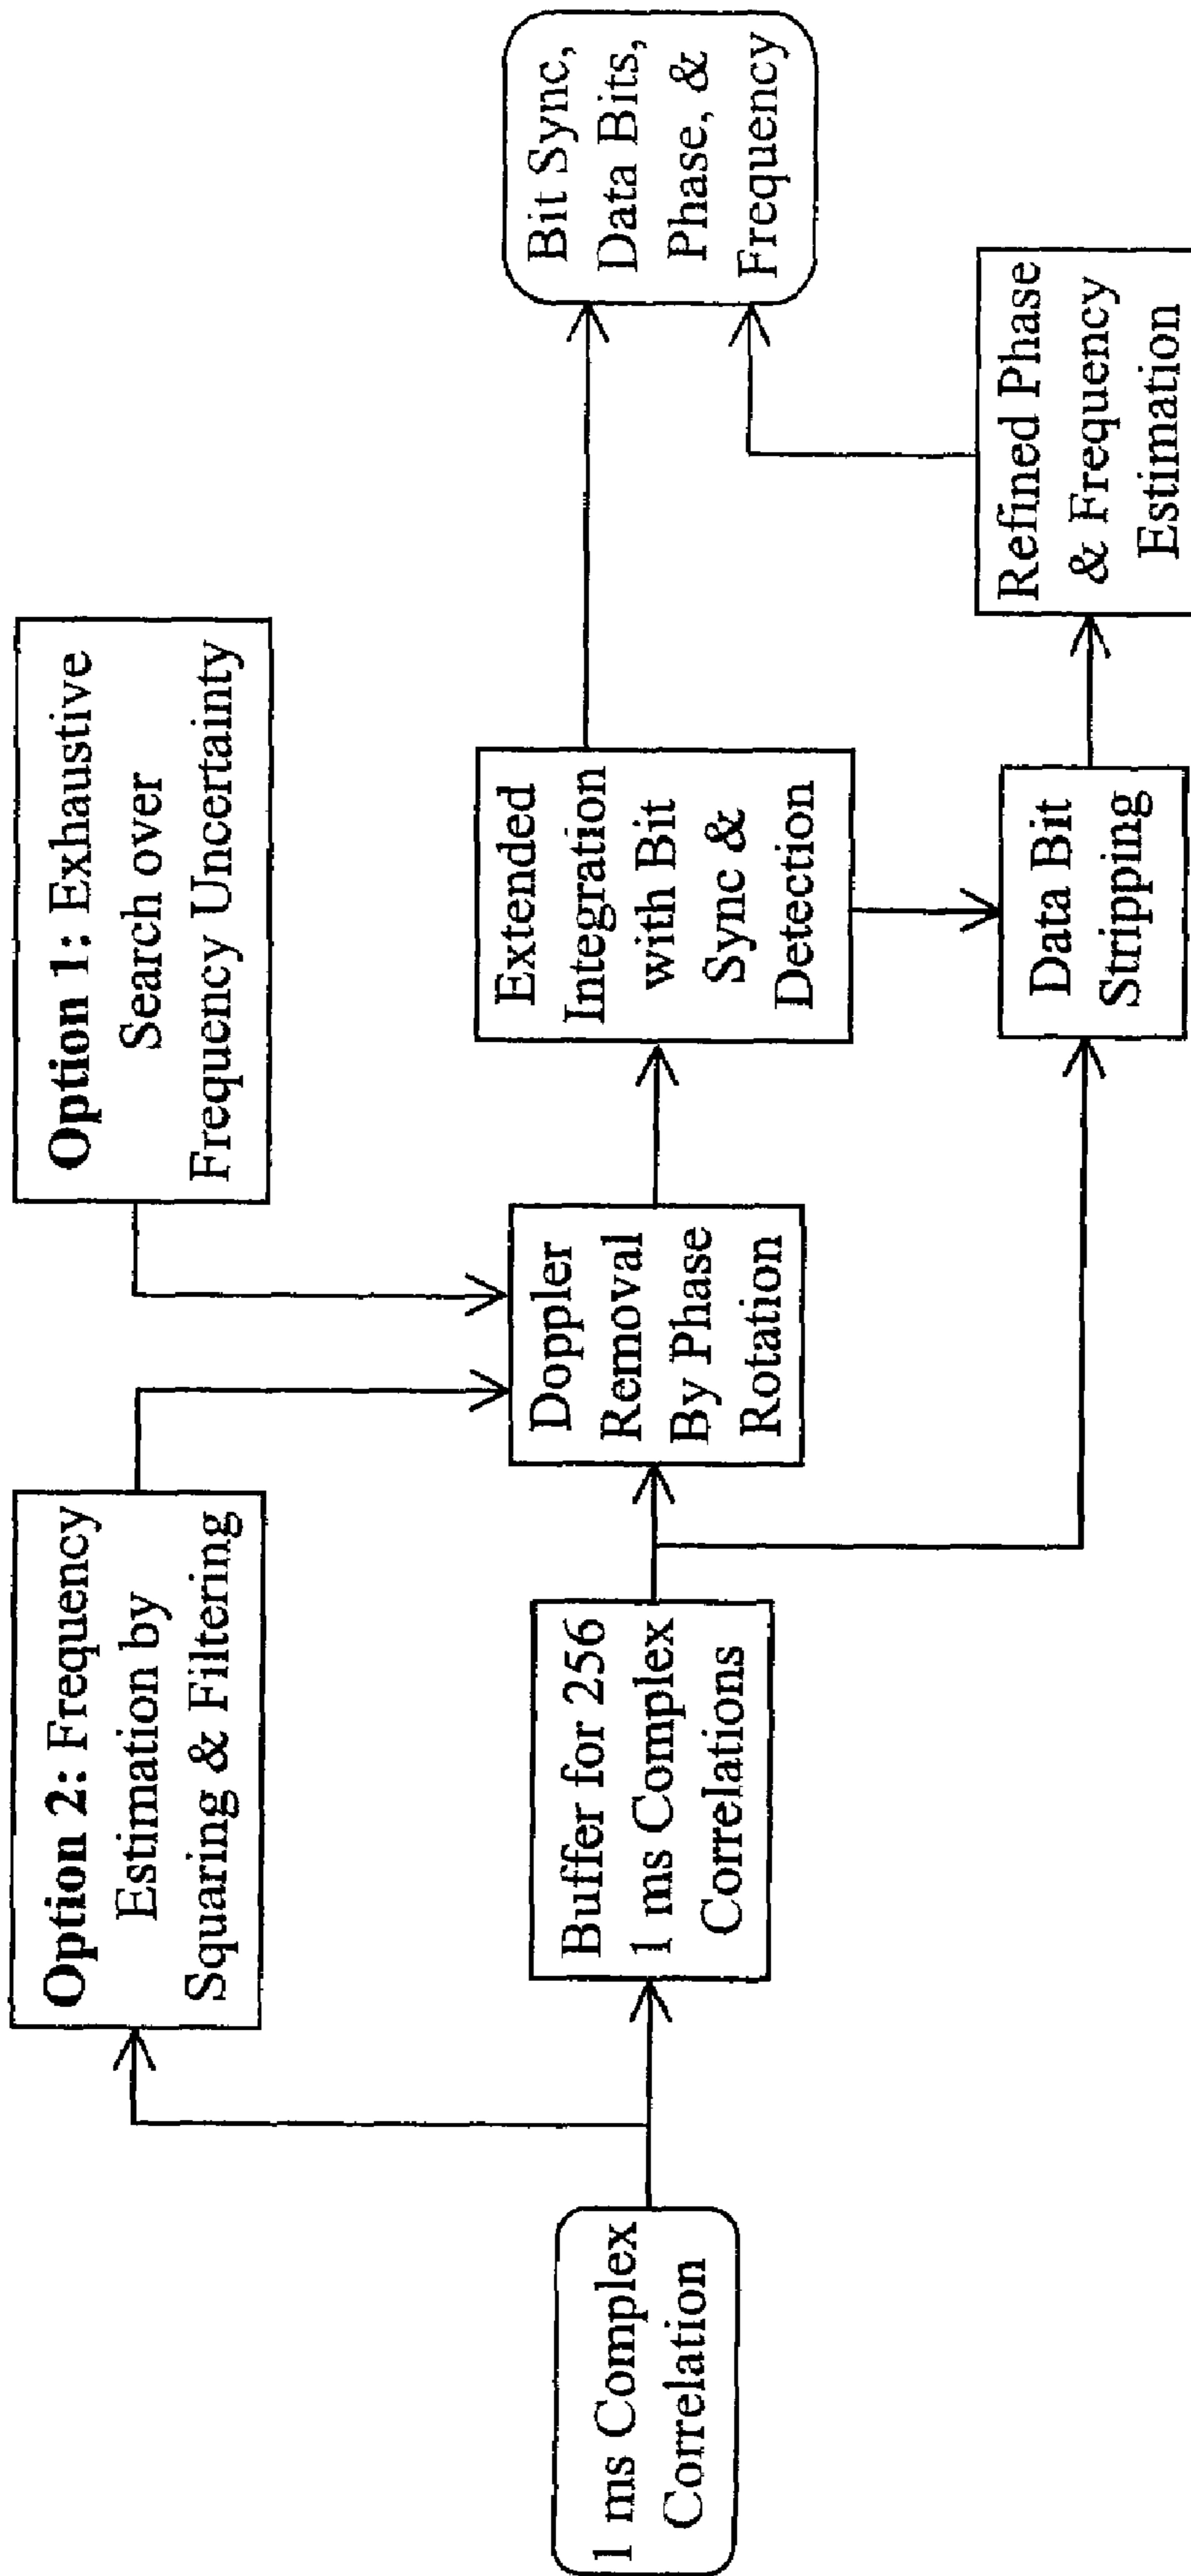 1 ms Complex
Correlation
Option 2: Frequency
Estimation by
Squaring & Filtering
Buffer for 256
1 ms Complex
Correlations
Option 1: Exhaustive
Search over
Frequency Uncertainty
Doppler
Removal
By Phase
Rotation
Extended
Integration
with Bit
Sync &
Detection
Data Bit
Stripping
Refined Phase
& Frequency
Estimation
Bit Sync,
Data Bits,
Phase, &
Frequency